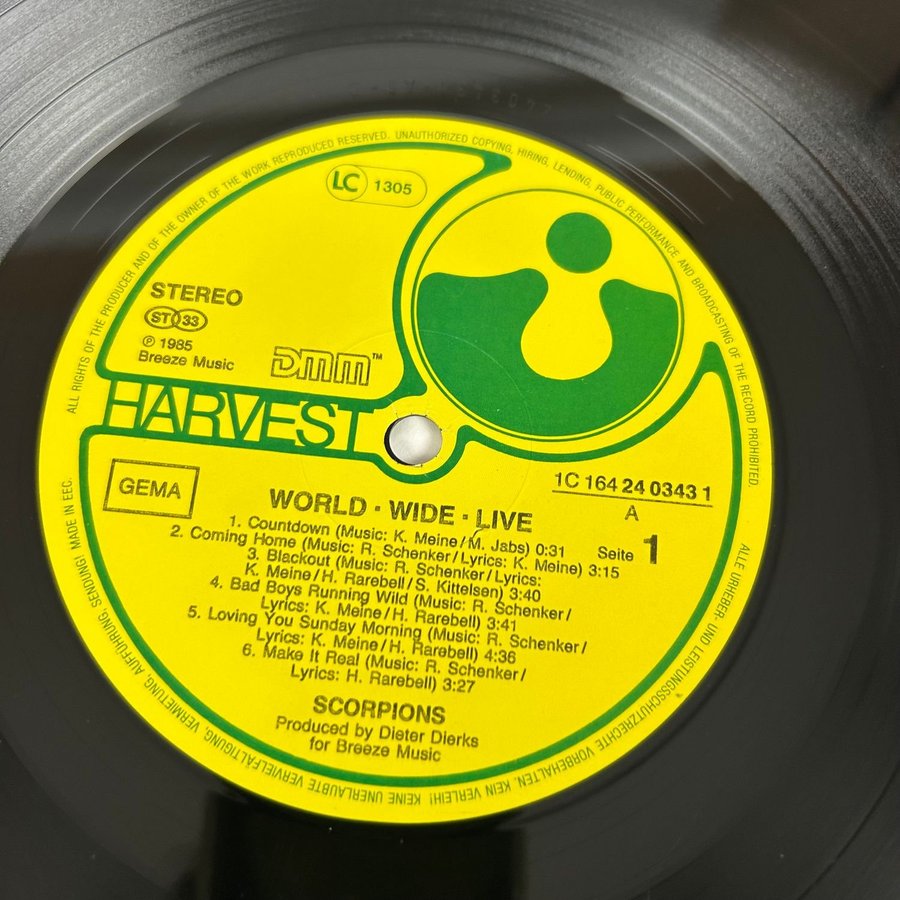 ALL RIGHTS OF THE PRODUCER AND OF THE OWNER OF THE WORK REPRODUCED RESERVED. UNAUTHORIZED COPYING, HIRING, LENDING, PUBLIC PERFORMANCE AND BROADCASTING OF THE RECORD PROHIBITED.
LC 1305
STEREO
ST 33
℗ 1985
Breeze Music
DMM™
HARVEST
GEMA
1C 164 24 0343 1
A
WORLD · WIDE · LIVE
Seite 1
1. Countdown (Music: K. Meine/M. Jabs) 0:31
2. Coming Home (Music: R. Schenker/Lyrics: K. Meine) 3:15
3. Blackout (Music: R. Schenker/Lyrics:
K. Meine/H. Rarebell/S. Kittelsen) 3:40
4. Bad Boys Running Wild (Music: R. Schenker/
Lyrics: K. Meine/H. Rarebell) 3:41
5. Loving You Sunday Morning (Music: R. Schenker/
Lyrics: K. Meine/H. Rarebell) 4:36
6. Make It Real (Music: R. Schenker/
Lyrics: H. Rarebell) 3:27
SCORPIONS
Produced by Dieter Dierks
for Breeze Music
ALLE URHEBER- UND LEISTUNGSSCHUTZRECHTE VORBEHALTEN. KEIN VERLEIH! KEINE UNERLAUBTE VERVIELFÄLTIGUNG, VERMIETUNG, AUFFÜHRUNG, SENDUNG! MADE IN EEC.